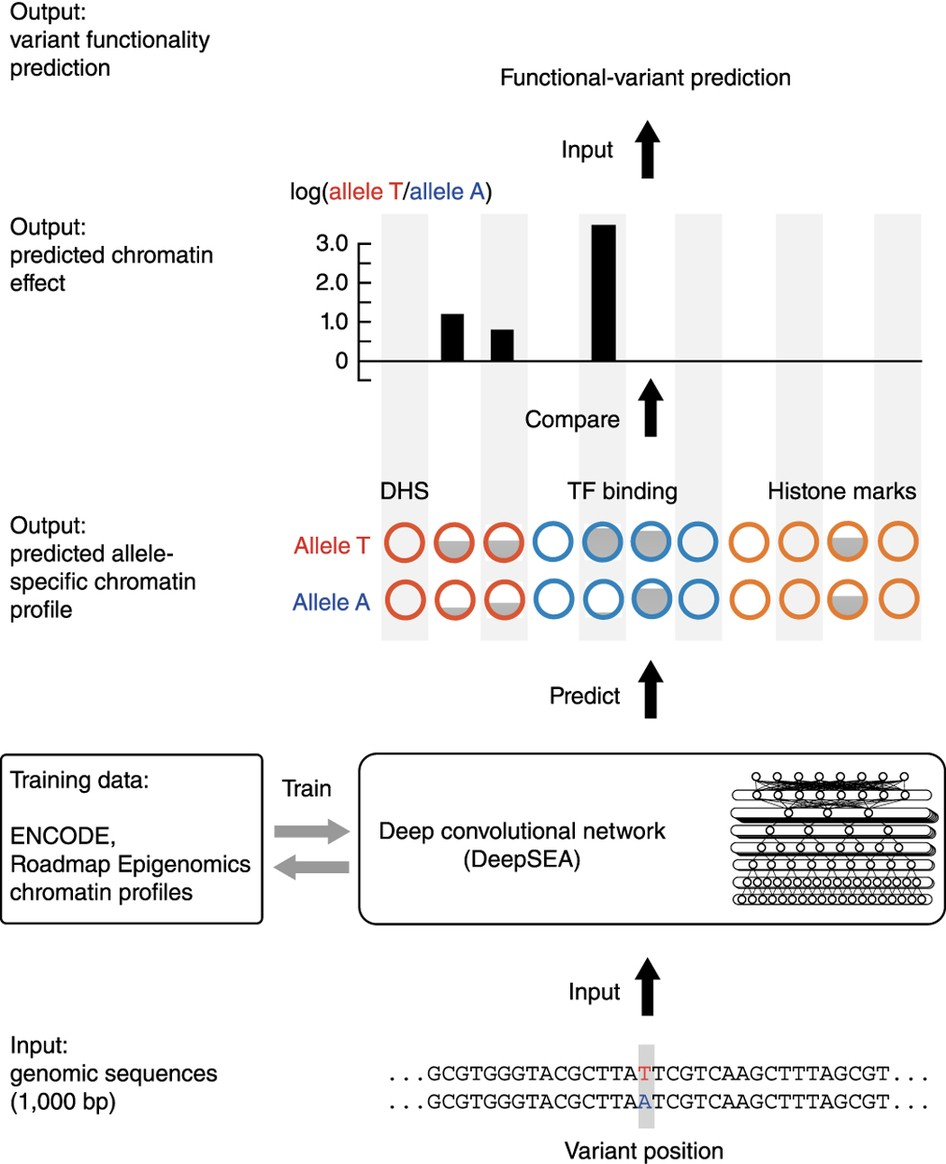 Output:
variant functionality
prediction
Functional-variant prediction
Input
log(allele T/allele A)
Output:
predicted chromatin
effect
3.0
2.0
1.0
0
Compare
DHS
TF binding
Histone marks
Output:
predicted allele-
specific chromatin
profile
Allele T
Allele A
Predict
Training data:
ENCODE,
Roadmap Epigenomics
chromatin profiles
Train
Deep convolutional network
(DeepSEA)
Input
Input:
genomic sequences
(1,000 bp)
...GCGTGGGTACGCTTATTCGTCAAGCTTTAGCGT...
...GCGTGGGTACGCTTAATCGTCAAGCTTTAGCGT...
Variant position